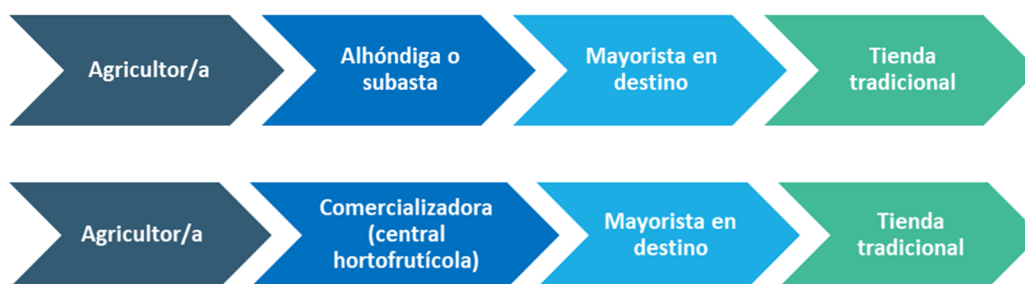 Agricultor/a
Alhóndiga o
subasta
Mayorista en
destino
Tienda
tradicional
Agricultor/a
Comercializadora
(central
hortofrutícola)
Mayorista en
destino
Tienda
tradicional